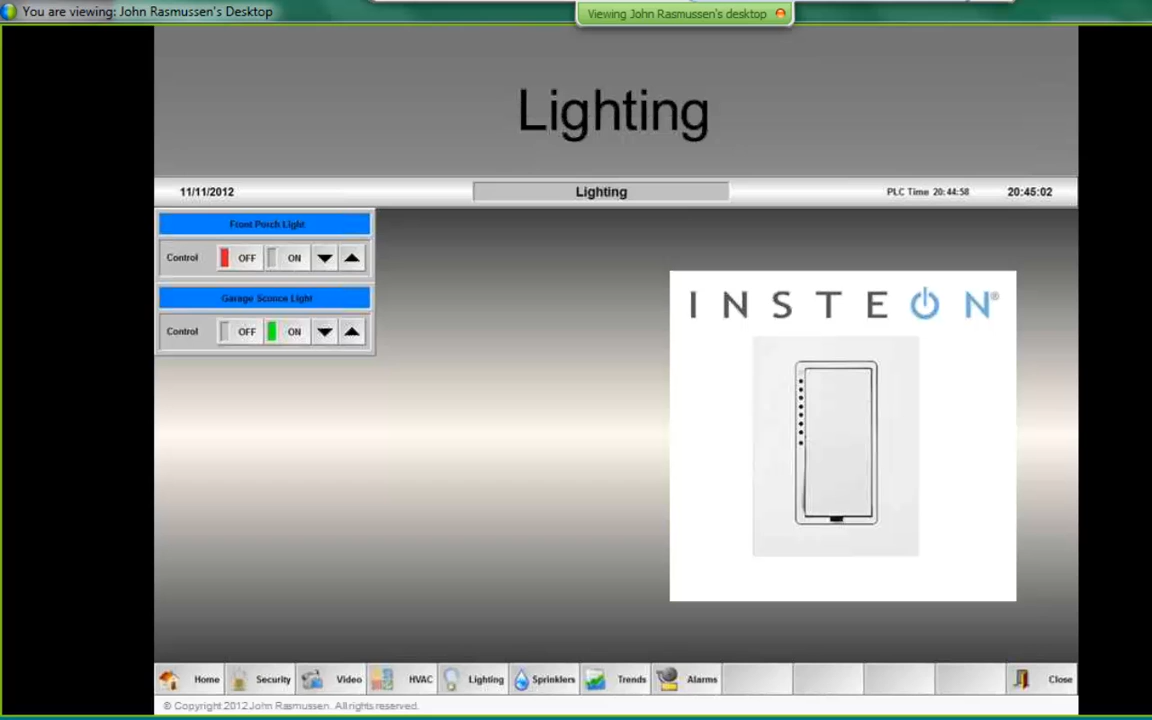 You are viewing: John Rasmussen's Desktop
Viewing John Rasmussen's desktop
Lighting
11/11/2012
Lighting
PLC Time 20:44:58
20:45:02
Front Porch Light
Control OFF ON
Garage Sconce Light
Control OFF ON
INSTEON®
Home Security Video HVAC Lighting Sprinklers Trends Alarms Close
© Copyright 2012 John Rasmussen. All rights reserved.